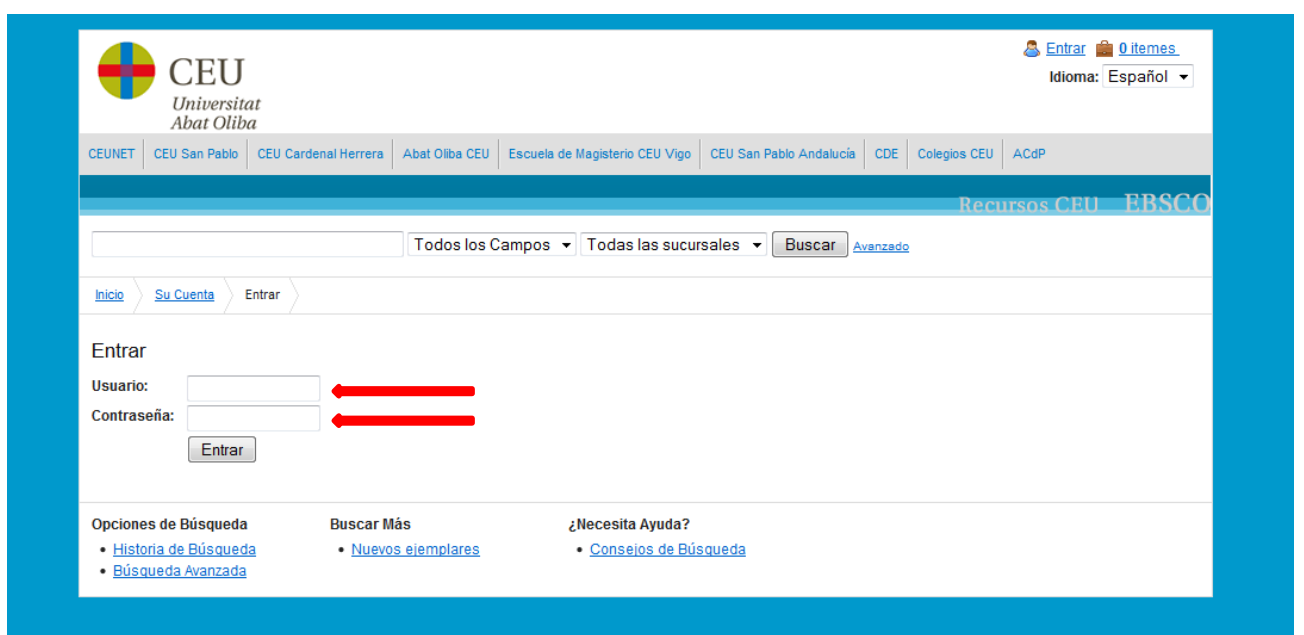 CEU
Universitat
Abat Oliba
Entrar 0 itemes
Idioma: Español
CEUNET CEU San Pablo CEU Cardenal Herrera Abat Oliba CEU Escuela de Magisterio CEU Vigo CEU San Pablo Andalucía CDE Colegios CEU ACdP
Recursos CEU EBSCO
Todos los Campos Todas las sucursales Buscar Avanzado
Inicio Su Cuenta Entrar
Entrar
Usuario:
Contraseña:
Entrar
Opciones de Búsqueda Buscar Más ¿Necesita Ayuda?
• Historia de Búsqueda • Nuevos ejemplares • Consejos de Búsqueda
• Búsqueda Avanzada